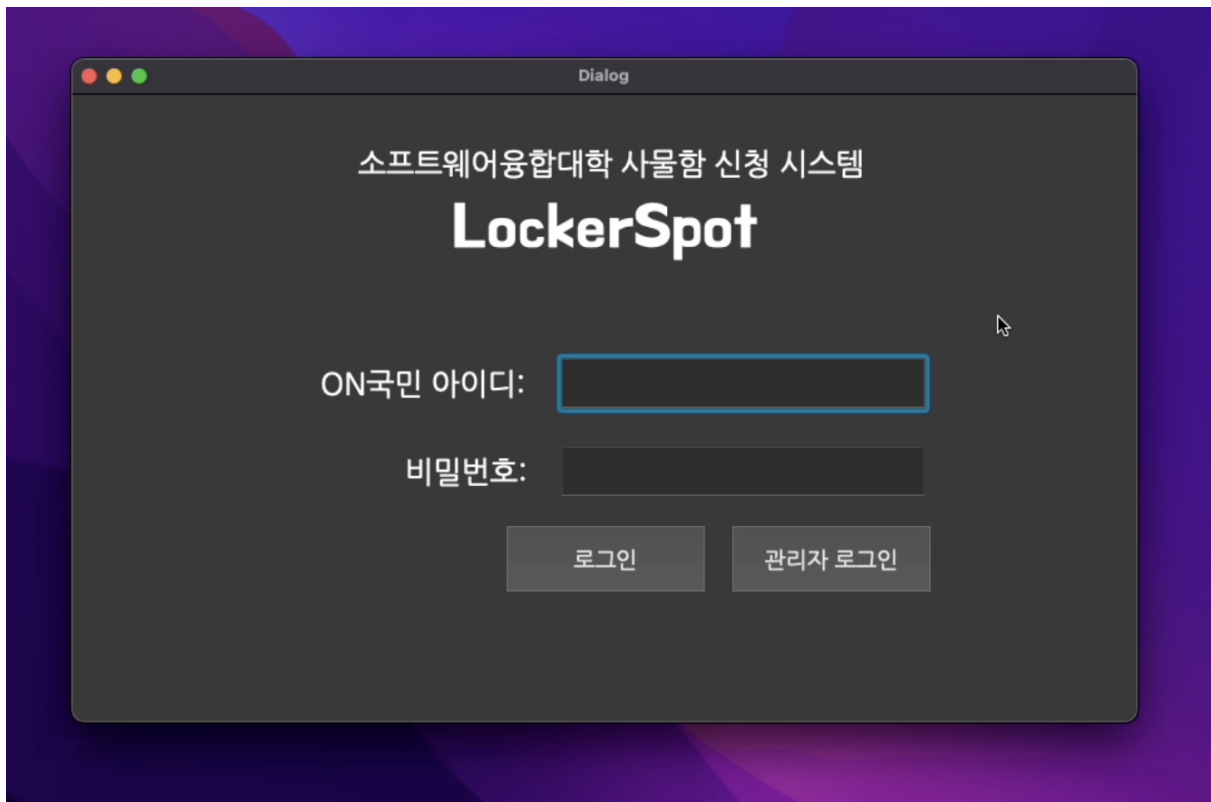 Dialog
소프트웨어융합대학 사물함 신청 시스템
LockerSpot
ON국민 아이디:
비밀번호:
로그인 관리자 로그인